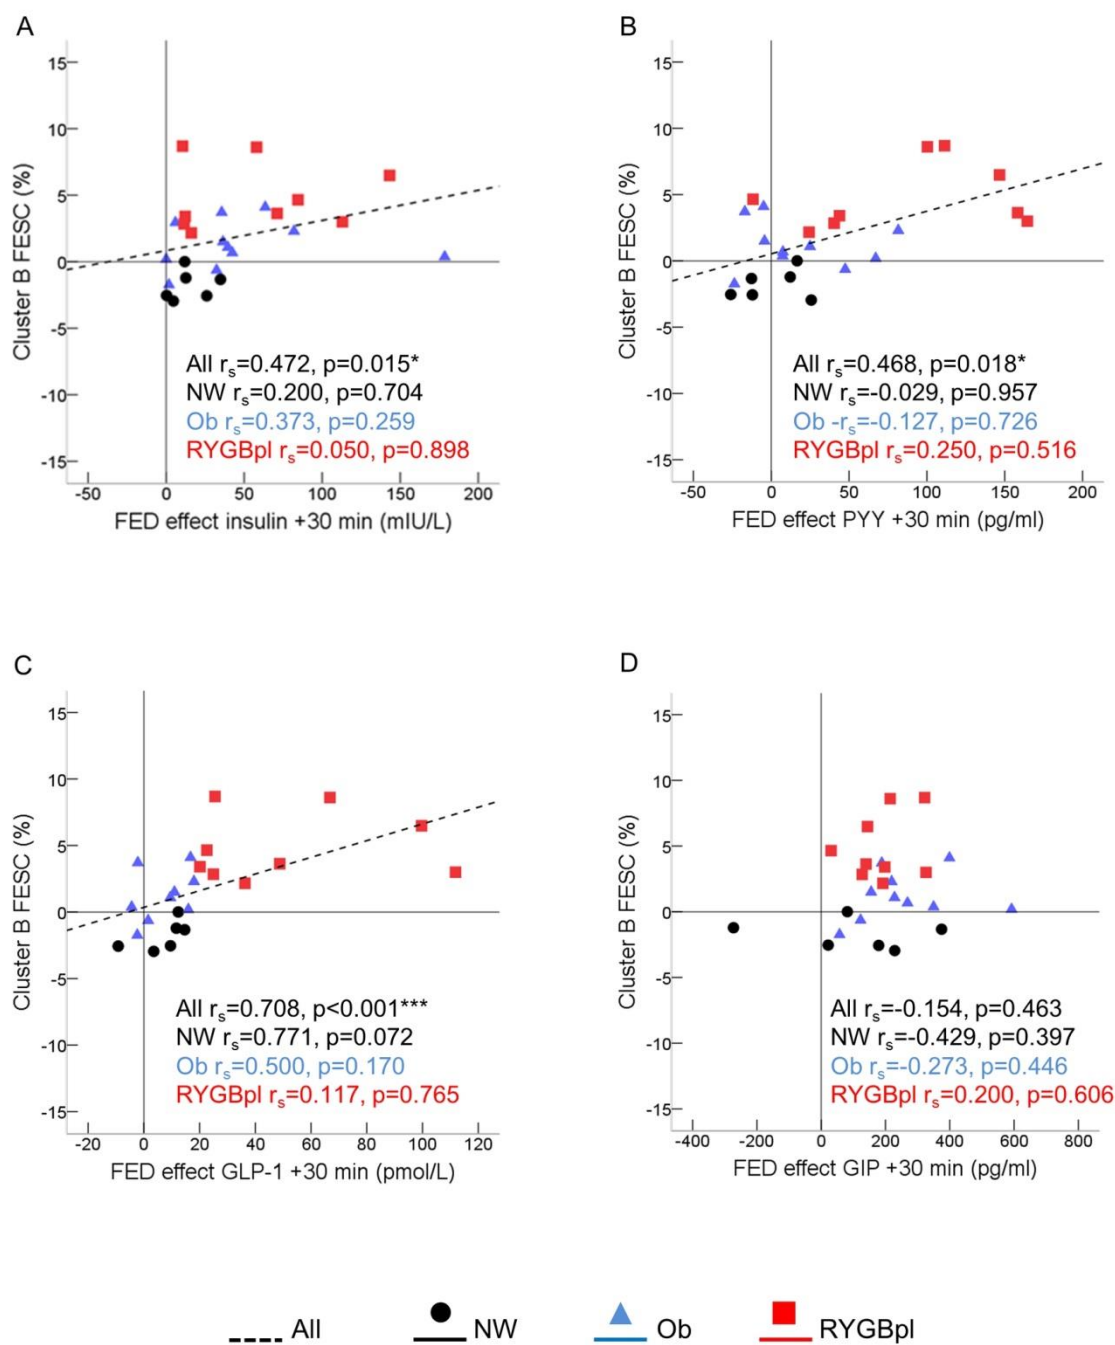 A
15
10
5
0
-5
-10
-15
Cluster B FESC (%)
All rs=0.472, p=0.015*
NW rs=0.200, p=0.704
Ob rs=0.373, p=0.259
RYGBpl rs=0.050, p=0.898
-50 0 50 100 150 200
FED effect insulin +30 min (mIU/L)
B
15
10
5
0
-5
-10
-15
Cluster B FESC (%)
All rs=0.468, p=0.018*
NW rs=-0.029, p=0.957
Ob -rs=-0.127, p=0.726
RYGBpl rs=0.250, p=0.516
-50 0 50 100 150 200
FED effect PYY +30 min (pg/ml)
C
15
10
5
0
-5
-10
-15
Cluster B FESC (%)
All rs=0.708, p<0.001***
NW rs=0.771, p=0.072
Ob rs=0.500, p=0.170
RYGBpl rs=0.117, p=0.765
-20 0 20 40 60 80 100 120
FED effect GLP-1 +30 min (pmol/L)
D
15
10
5
0
-5
-10
-15
Cluster B FESC (%)
All rs=-0.154, p=0.463
NW rs=-0.429, p=0.397
Ob rs=-0.273, p=0.446
RYGBpl rs=0.200, p=0.606
-400 -200 0 200 400 600 800
FED effect GIP +30 min (pg/ml)
All NW Ob RYGBpl